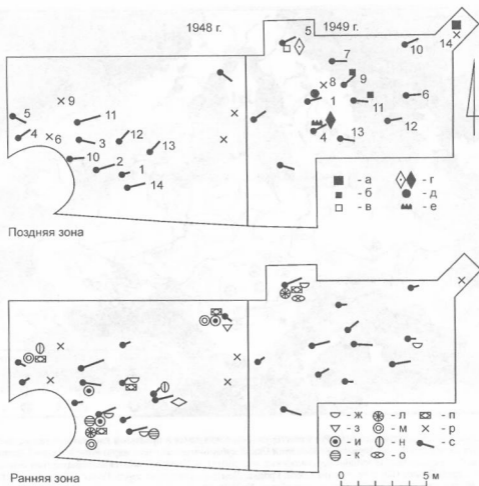 1948 г.
1949 г.
5
в
г
7
10
14
8
9
1
11
6
12
4
13
5
4
9
6
11
3
12
13
10
2
1
14
а
б
в
г
д
е
Поздняя зона
ж
з
и
к
л
м
н
о
п
р
с
0 5 м
Ранняя зона